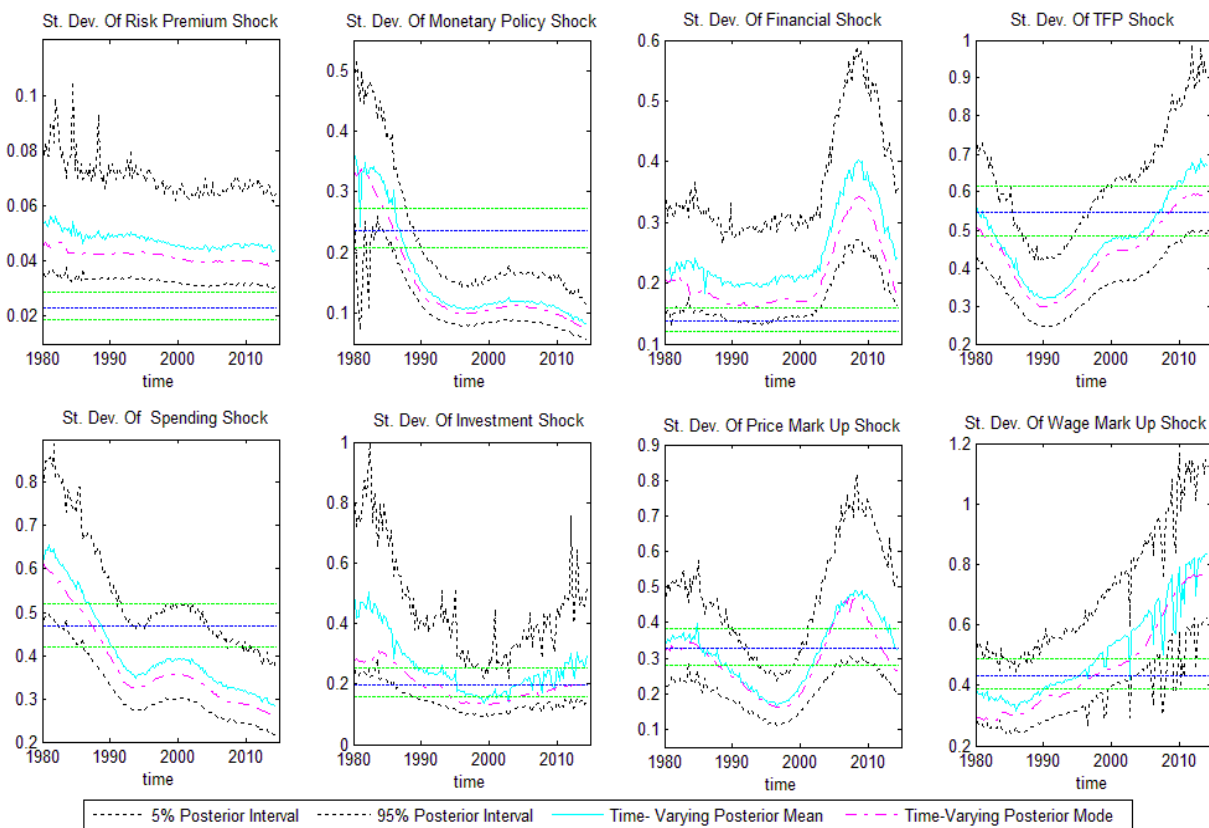 St. Dev. Of Risk Premium Shock
0.1
0.08
0.06
0.04
0.02
1980 1990 2000 2010
time
St. Dev. Of Monetary Policy Shock
0.5
0.4
0.3
0.2
0.1
1980 1990 2000 2010
time
St. Dev. Of Financial Shock
0.6
0.5
0.4
0.3
0.2
0.1
1980 1990 2000 2010
time
St. Dev. Of TFP Shock
1
0.9
0.8
0.7
0.6
0.5
0.4
0.3
0.2
1980 1990 2000 2010
time
St. Dev. Of Spending Shock
0.8
0.7
0.6
0.5
0.4
0.3
0.2
1980 1990 2000 2010
time
St. Dev. Of Investment Shock
1
0.8
0.6
0.4
0.2
0
1980 1990 2000 2010
time
St. Dev. Of Price Mark Up Shock
0.9
0.8
0.7
0.6
0.5
0.4
0.3
0.2
0.1
1980 1990 2000 2010
time
St. Dev. Of Wage Mark Up Shock
1.2
1
0.8
0.6
0.4
0.2
1980 1990 2000 2010
time
5% Posterior Interval 95% Posterior Interval Time- Varying Posterior Mean Time-Varying Posterior Mode